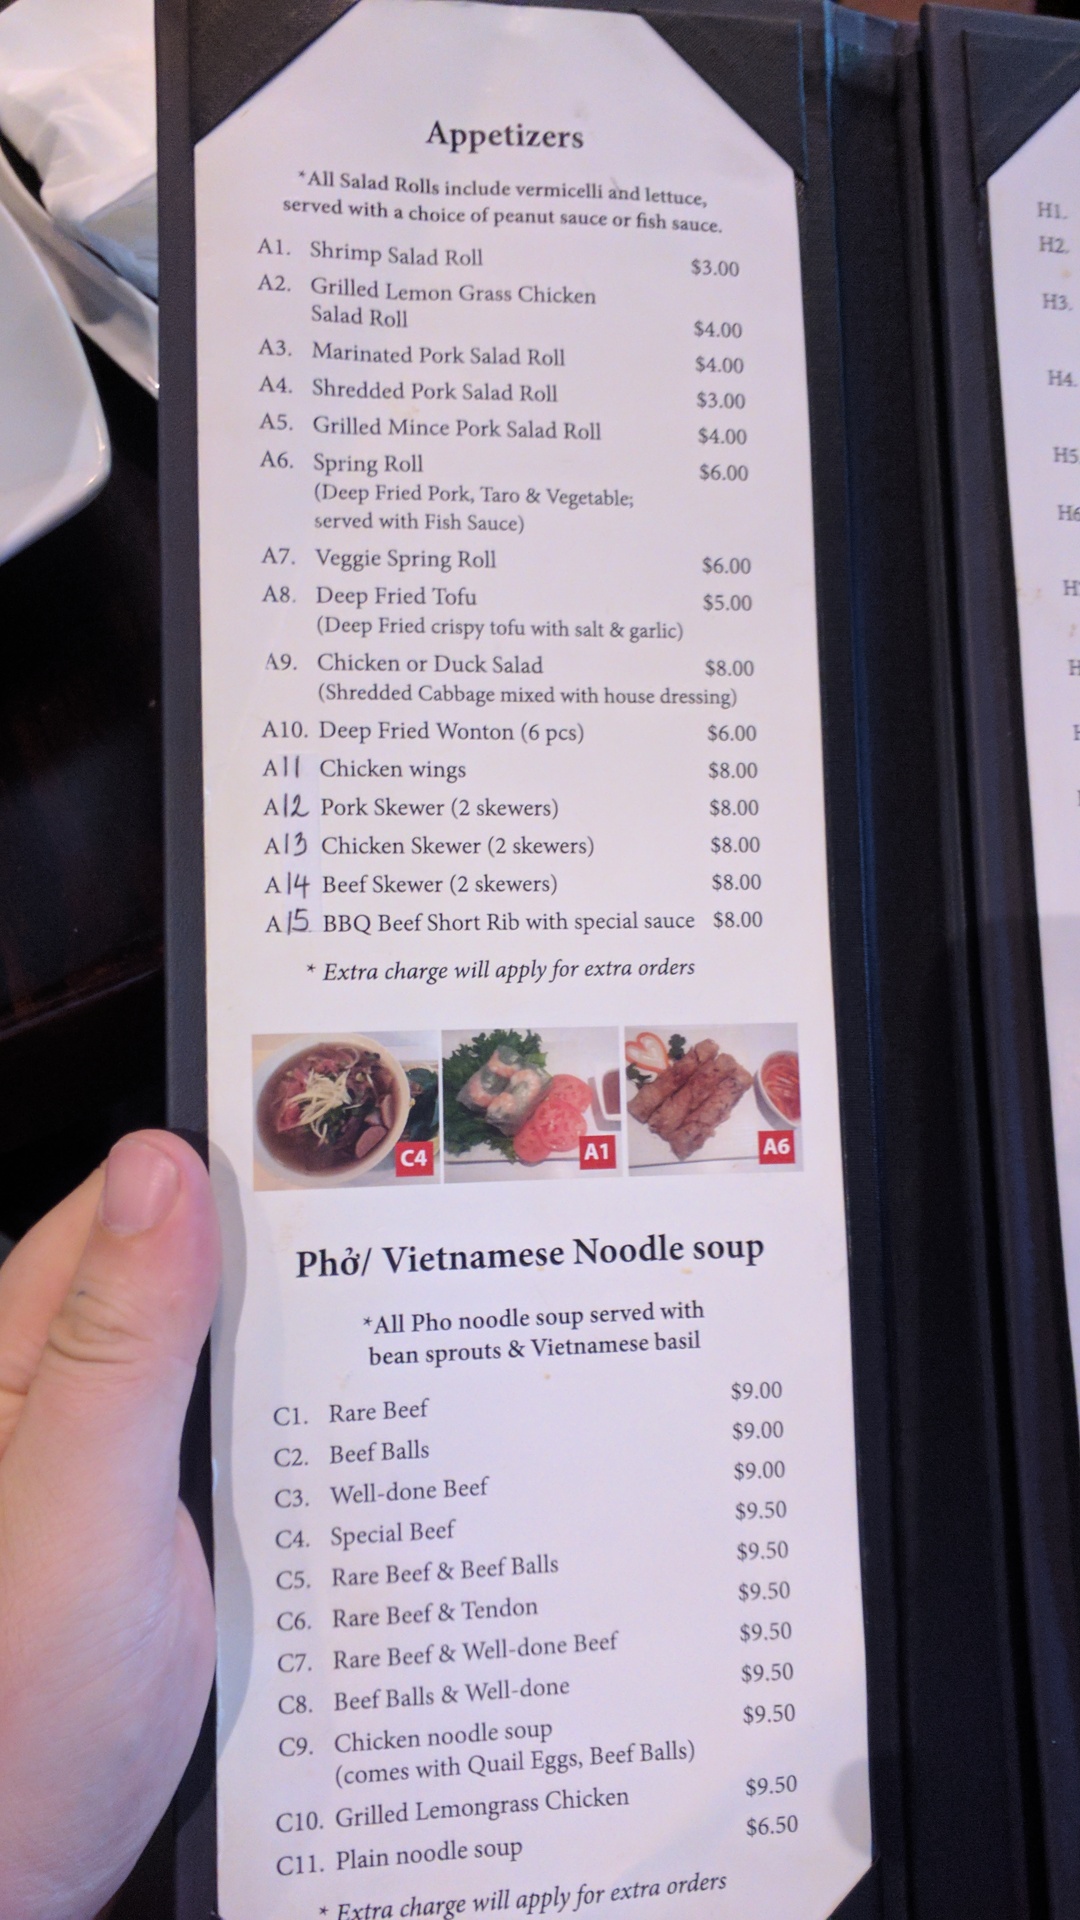 Appetizers
*All Salad Rolls include vermicelli and lettuce,
served with a choice of peanut sauce or fish sauce.
A1. Shrimp Salad Roll $3.00
A2. Grilled Lemon Grass Chicken
Salad Roll $4.00
A3. Marinated Pork Salad Roll $4.00
A4. Shredded Pork Salad Roll $3.00
A5. Grilled Mince Pork Salad Roll $4.00
A6. Spring Roll $6.00
(Deep Fried Pork, Taro & Vegetable;
served with Fish Sauce)
A7. Veggie Spring Roll $6.00
A8. Deep Fried Tofu $5.00
(Deep Fried crispy tofu with salt & garlic)
A9. Chicken or Duck Salad $8.00
(Shredded Cabbage mixed with house dressing)
A10. Deep Fried Wonton (6 pcs) $6.00
A11 Chicken wings $8.00
A12 Pork Skewer (2 skewers) $8.00
A13 Chicken Skewer (2 skewers) $8.00
A14 Beef Skewer (2 skewers) $8.00
A15 BBQ Beef Short Rib with special sauce $8.00
* Extra charge will apply for extra orders
C4 A1 A6
Phở/ Vietnamese Noodle soup
*All Pho noodle soup served with
bean sprouts & Vietnamese basil
C1. Rare Beef $9.00
C2. Beef Balls $9.00
C3. Well-done Beef $9.00
C4. Special Beef $9.50
C5. Rare Beef & Beef Balls $9.50
C6. Rare Beef & Tendon $9.50
C7. Rare Beef & Well-done Beef $9.50
C8. Beef Balls & Well-done $9.50
C9. Chicken noodle soup $9.50
(comes with Quail Eggs, Beef Balls)
C10. Grilled Lemongrass Chicken $9.50
C11. Plain noodle soup $6.50
* Extra charge will apply for extra orders
H1.
H2.
H3.
H4.
H5
H6